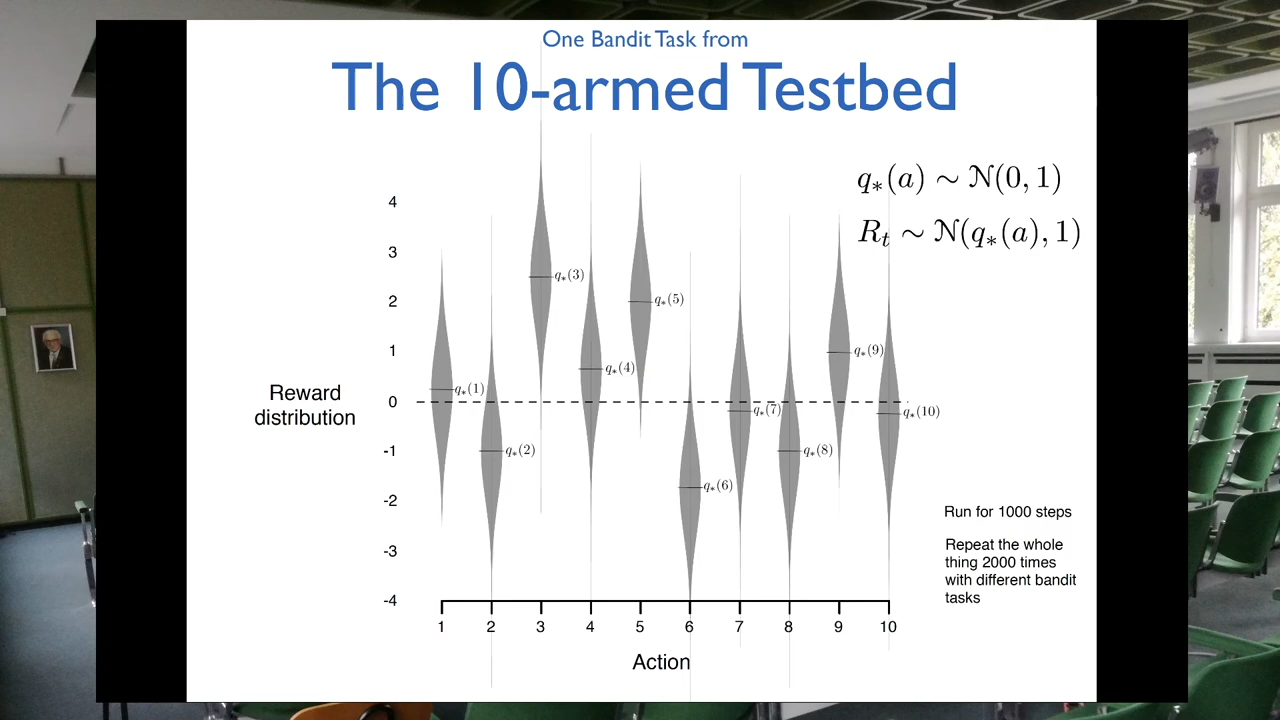 One Bandit Task from
The 10-armed Testbed
q∗(a) ∼ N(0, 1)
Rt ∼ N(q∗(a), 1)
4
3
2
1
0
-1
-2
-3
-4
Reward
distribution
q∗(1)
q∗(2)
q∗(3)
q∗(4)
q∗(5)
q∗(6)
q∗(7)
q∗(8)
q∗(9)
q∗(10)
Run for 1000 steps
Repeat the whole
thing 2000 times
with different bandit
tasks
1 2 3 4 5 6 7 8 9 10
Action